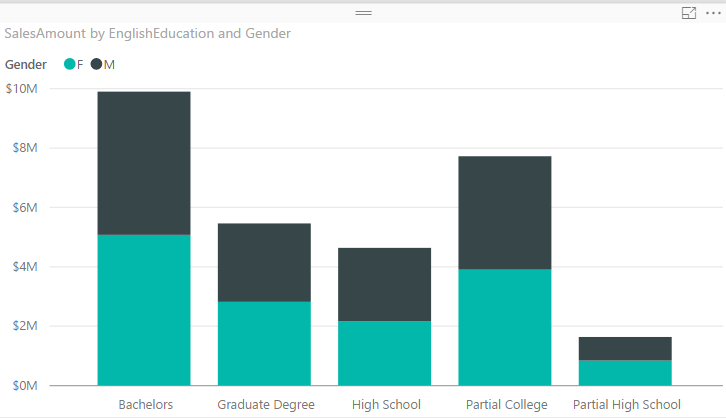 SalesAmount by EnglishEducation and Gender
Gender F M
$10M
$8M
$6M
$4M
$2M
$0M
Bachelors Graduate Degree High School Partial College Partial High School